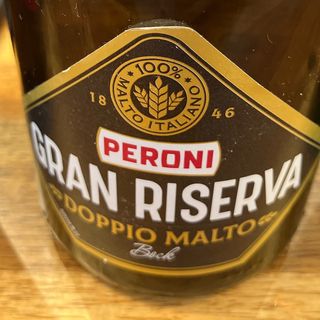 100%
MALTO ITALIANO
18 46
PERONI
GRAN RISERVA
DOPPIO MALTO
Bock